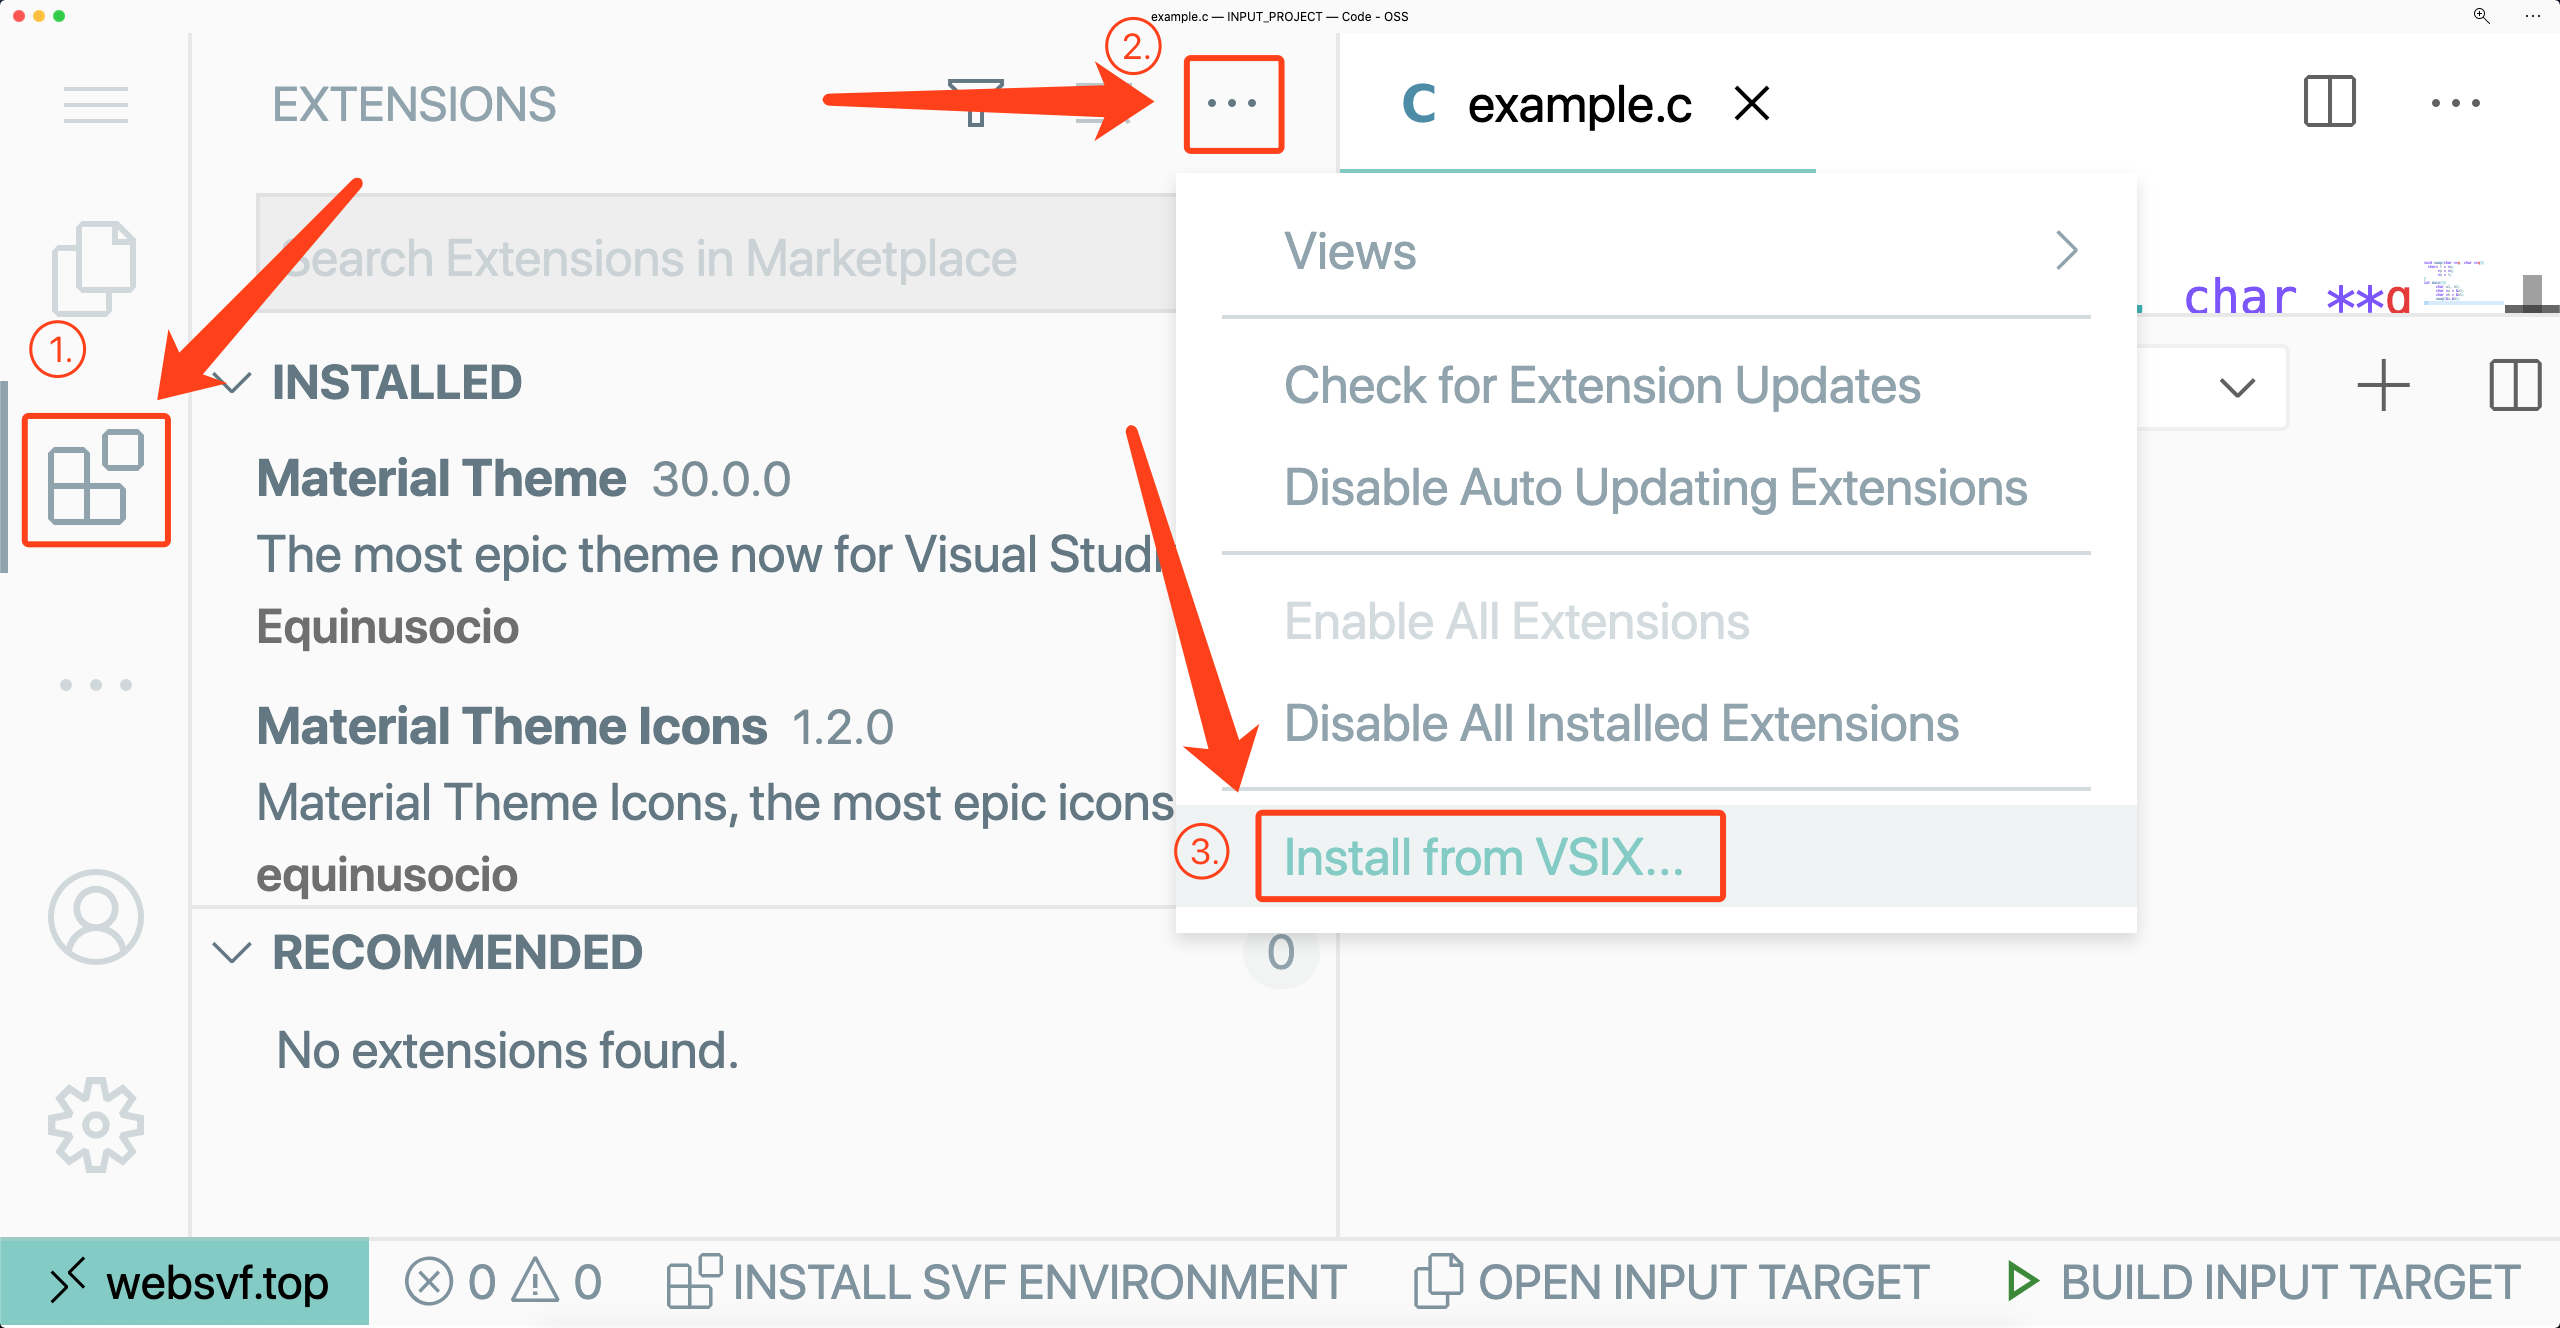 example.c — INPUT_PROJECT — Code - OSS
2.
EXTENSIONS
C example.c
Search Extensions in Marketplace
Views
char **q
1.
INSTALLED
Check for Extension Updates
Material Theme 30.0.0
Disable Auto Updating Extensions
The most epic theme now for Visual Studi
Equinusocio
Enable All Extensions
Material Theme Icons 1.2.0
Disable All Installed Extensions
Material Theme Icons, the most epic icons
3.
Install from VSIX...
equinusocio
RECOMMENDED
0
No extensions found.
websvf.top 0 0 INSTALL SVF ENVIRONMENT OPEN INPUT TARGET BUILD INPUT TARGET